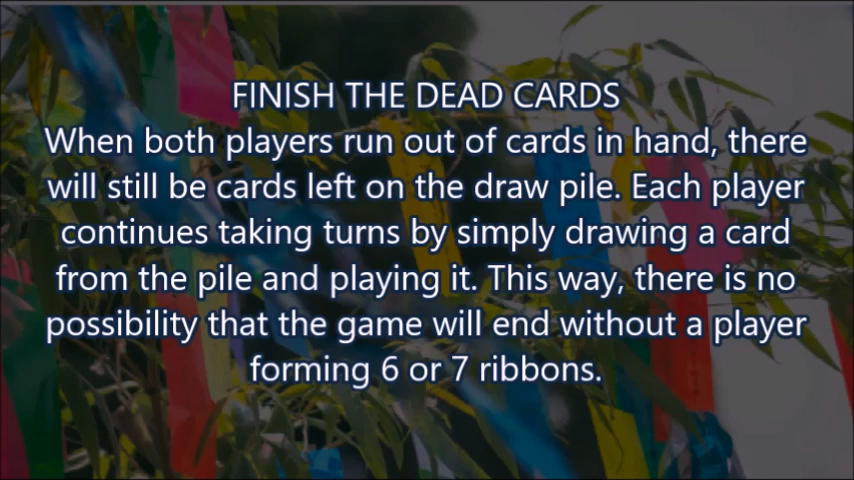 FINISH THE DEAD CARDS
When both players run out of cards in hand, there
will still be cards left on the draw pile. Each player
continues taking turns by simply drawing a card
from the pile and playing it. This way, there is no
possibility that the game will end without a player
forming 6 or 7 ribbons.